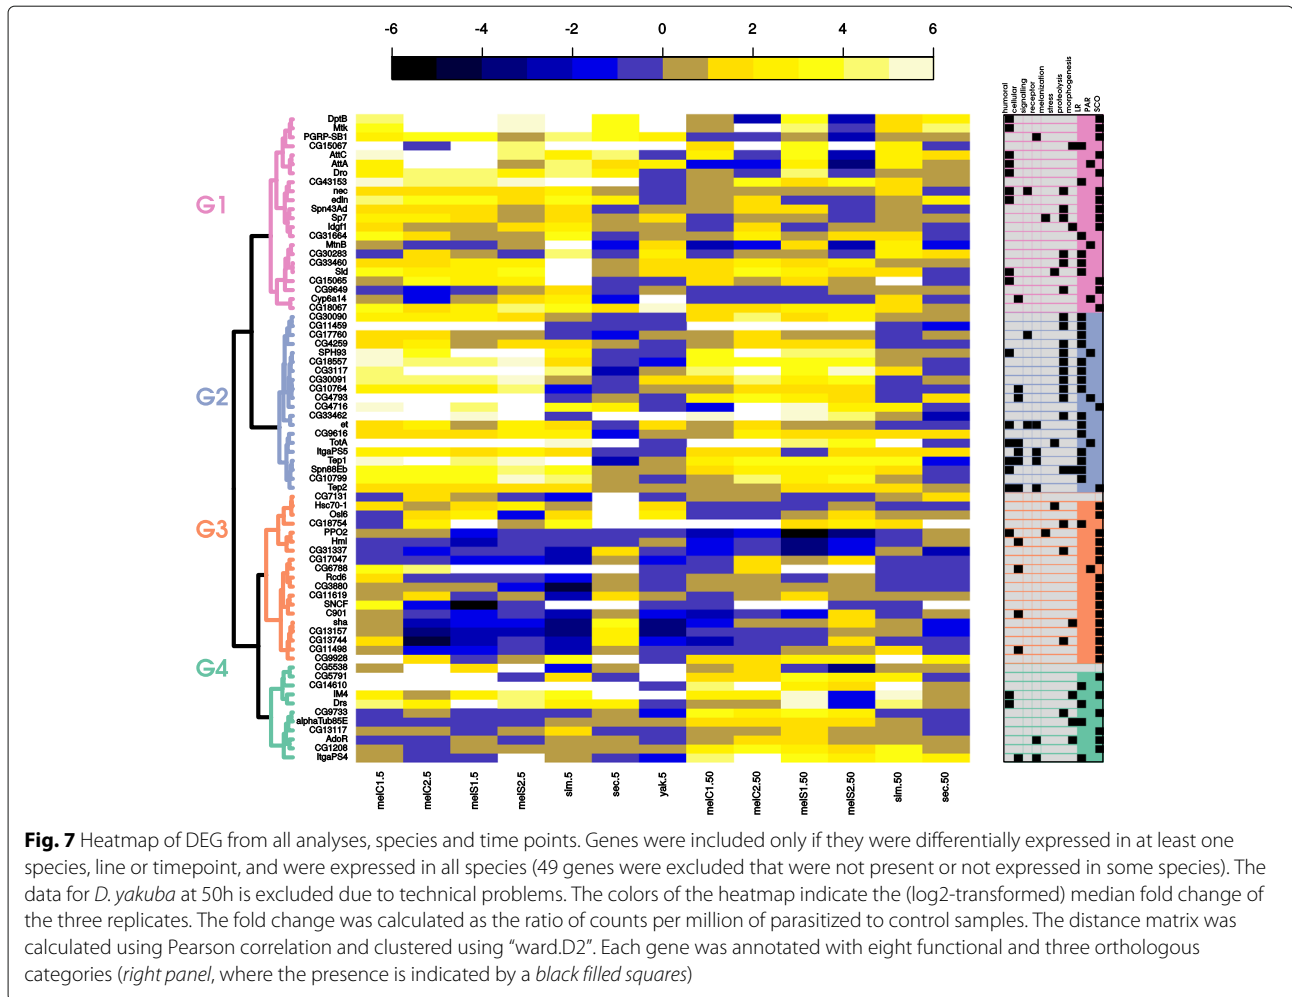 -6 -4 -2 0 2 4 6
humoral
cellular
signalling
receptor
melanization
stress
proteolysis
morphogenesis
LR
PAR
SCO
G1
G2
G3
G4
DptB
Mtk
PGRP-SB1
CG15067
AttC
AttA
Dro
CG43153
nec
edin
Spn43Ad
Sp7
Idgf1
CG31664
MtnB
CG30283
CG33460
Sid
CG15065
CG9649
Cyp6a14
CG18067
CG30090
CG11459
CG17760
CG4259
SPH93
CG18557
CG3117
CG30091
CG10764
CG4793
CG4716
CG33462
et
CG9616
TotA
ItgaPS5
Tep1
Spn88Eb
CG10799
Tep2
CG7131
Hsc70-1
Osi6
CG18754
PPO2
Hml
CG31337
CG17047
CG6788
Rcd6
CG3880
CG11619
SNCF
C901
sha
CG13157
CG13744
CG11498
CG9928
CG5538
CG5791
CG14610
IM4
Drs
CG9733
alphaTub85E
CG13117
AdoR
CG1208
ItgaPS4
melC1.5
melC2.5
melS1.5
melS2.5
sim.5
sec.5
yak.5
melC1.50
melC2.50
melS1.50
melS2.50
sim.50
sec.50
Fig. 7 Heatmap of DEG from all analyses, species and time points. Genes were included only if they were differentially expressed in at least one
species, line or timepoint, and were expressed in all species (49 genes were excluded that were not present or not expressed in some species). The
data for D. yakuba at 50h is excluded due to technical problems. The colors of the heatmap indicate the (log2-transformed) median fold change of
the three replicates. The fold change was calculated as the ratio of counts per million of parasitized to control samples. The distance matrix was
calculated using Pearson correlation and clustered using “ward.D2”. Each gene was annotated with eight functional and three orthologous
categories (right panel, where the presence is indicated by a black filled squares)